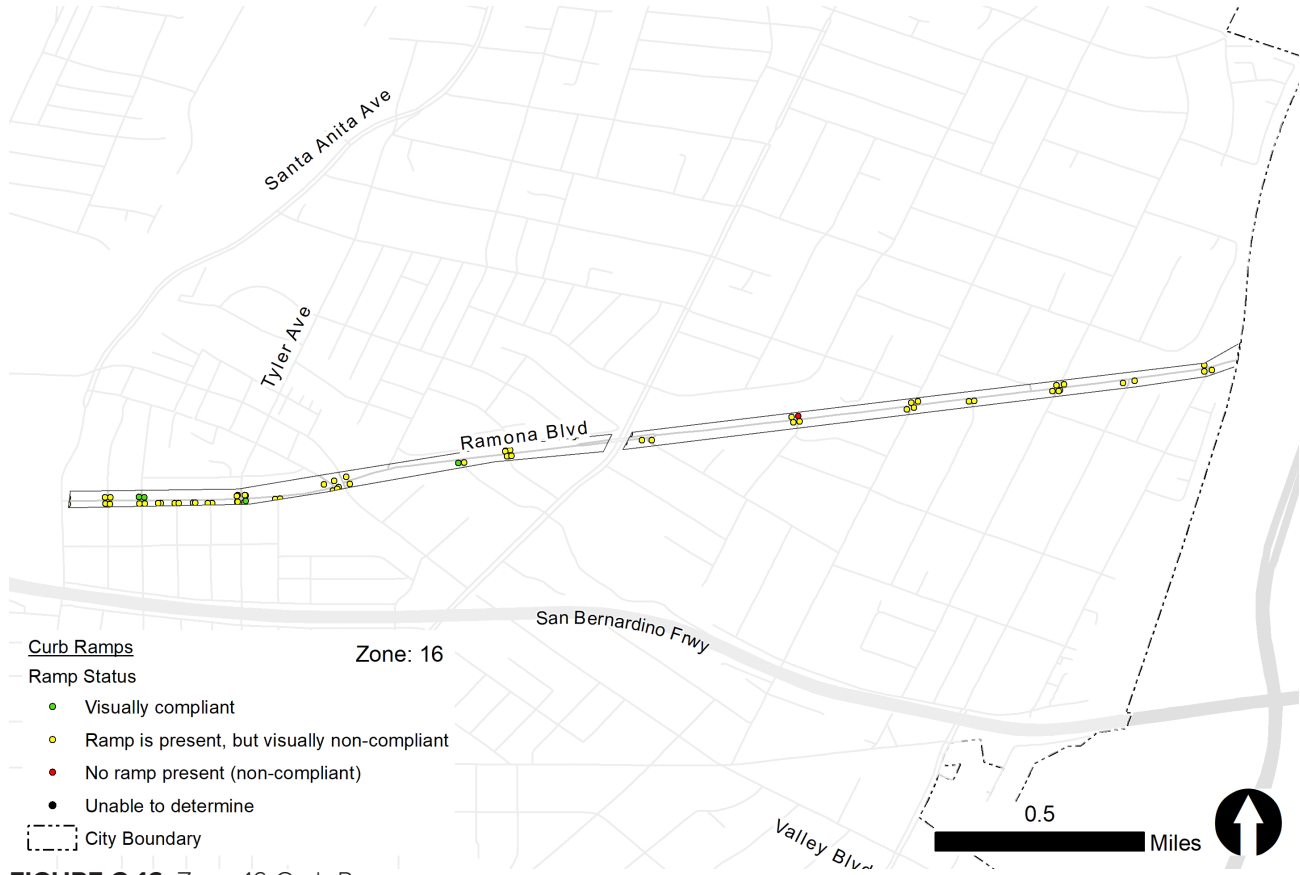 Santa Anita Ave
Tyler Ave
Ramona Blvd
San Bernardino Frwy
Curb Ramps
Zone: 16
Ramp Status
Visually compliant
Ramp is present, but visually non-compliant
No ramp present (non-compliant)
Unable to determine
City Boundary
0.5
Miles
Valley Blvd